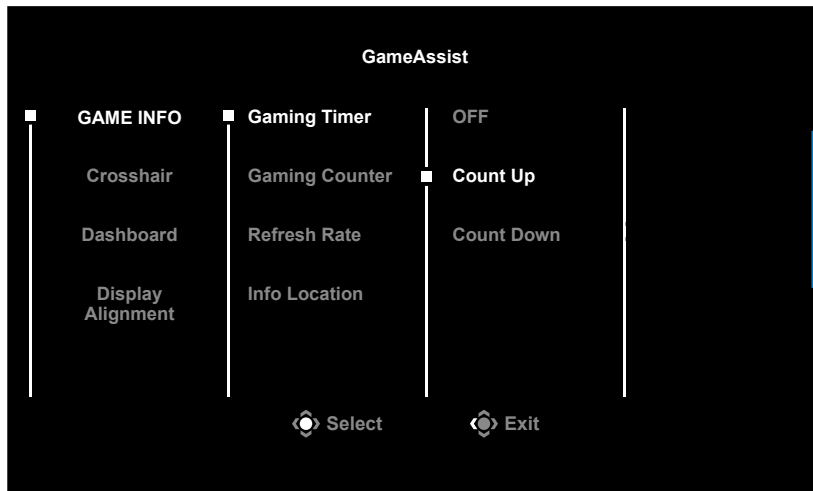 GameAssist
GAME INFO
Gaming Timer
OFF
Crosshair
Gaming Counter
Count Up
Dashboard
Refresh Rate
Count Down
Display
Alignment
Info Location
Select
Exit